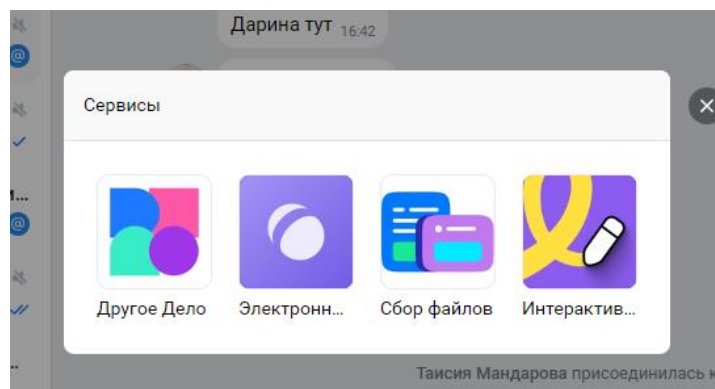 Дарина тут 16:42
Сервисы
Другое Дело
Электронн...
Сбор файлов
Интерактив...
Таисия Мандарова присоединилась к